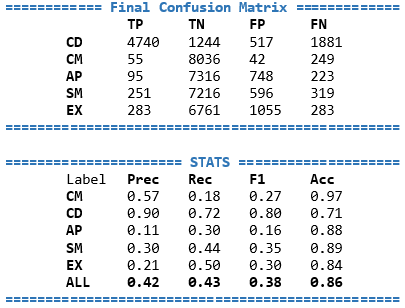 ============ Final Confusion Matrix =============
TP TN FP FN
CD 4740 1244 517 1881
CM 55 8036 42 249
AP 95 7316 748 223
SM 251 7216 596 319
EX 283 6761 1055 283
==================================================
====================== STATS ====================
Label Prec Rec F1 Acc
CM 0.57 0.18 0.27 0.97
CD 0.90 0.72 0.80 0.71
AP 0.11 0.30 0.16 0.88
SM 0.30 0.44 0.35 0.89
EX 0.21 0.50 0.30 0.84
ALL 0.42 0.43 0.38 0.86
==================================================